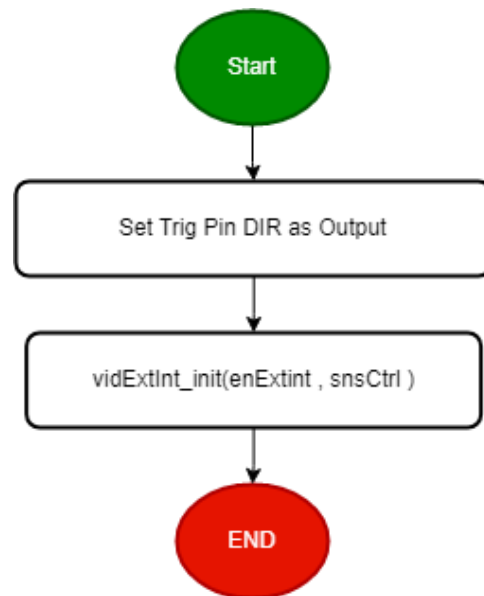 Start
Set Trig Pin DIR as Output
vidExtInt_init(enExtint , snsCtrl )
END